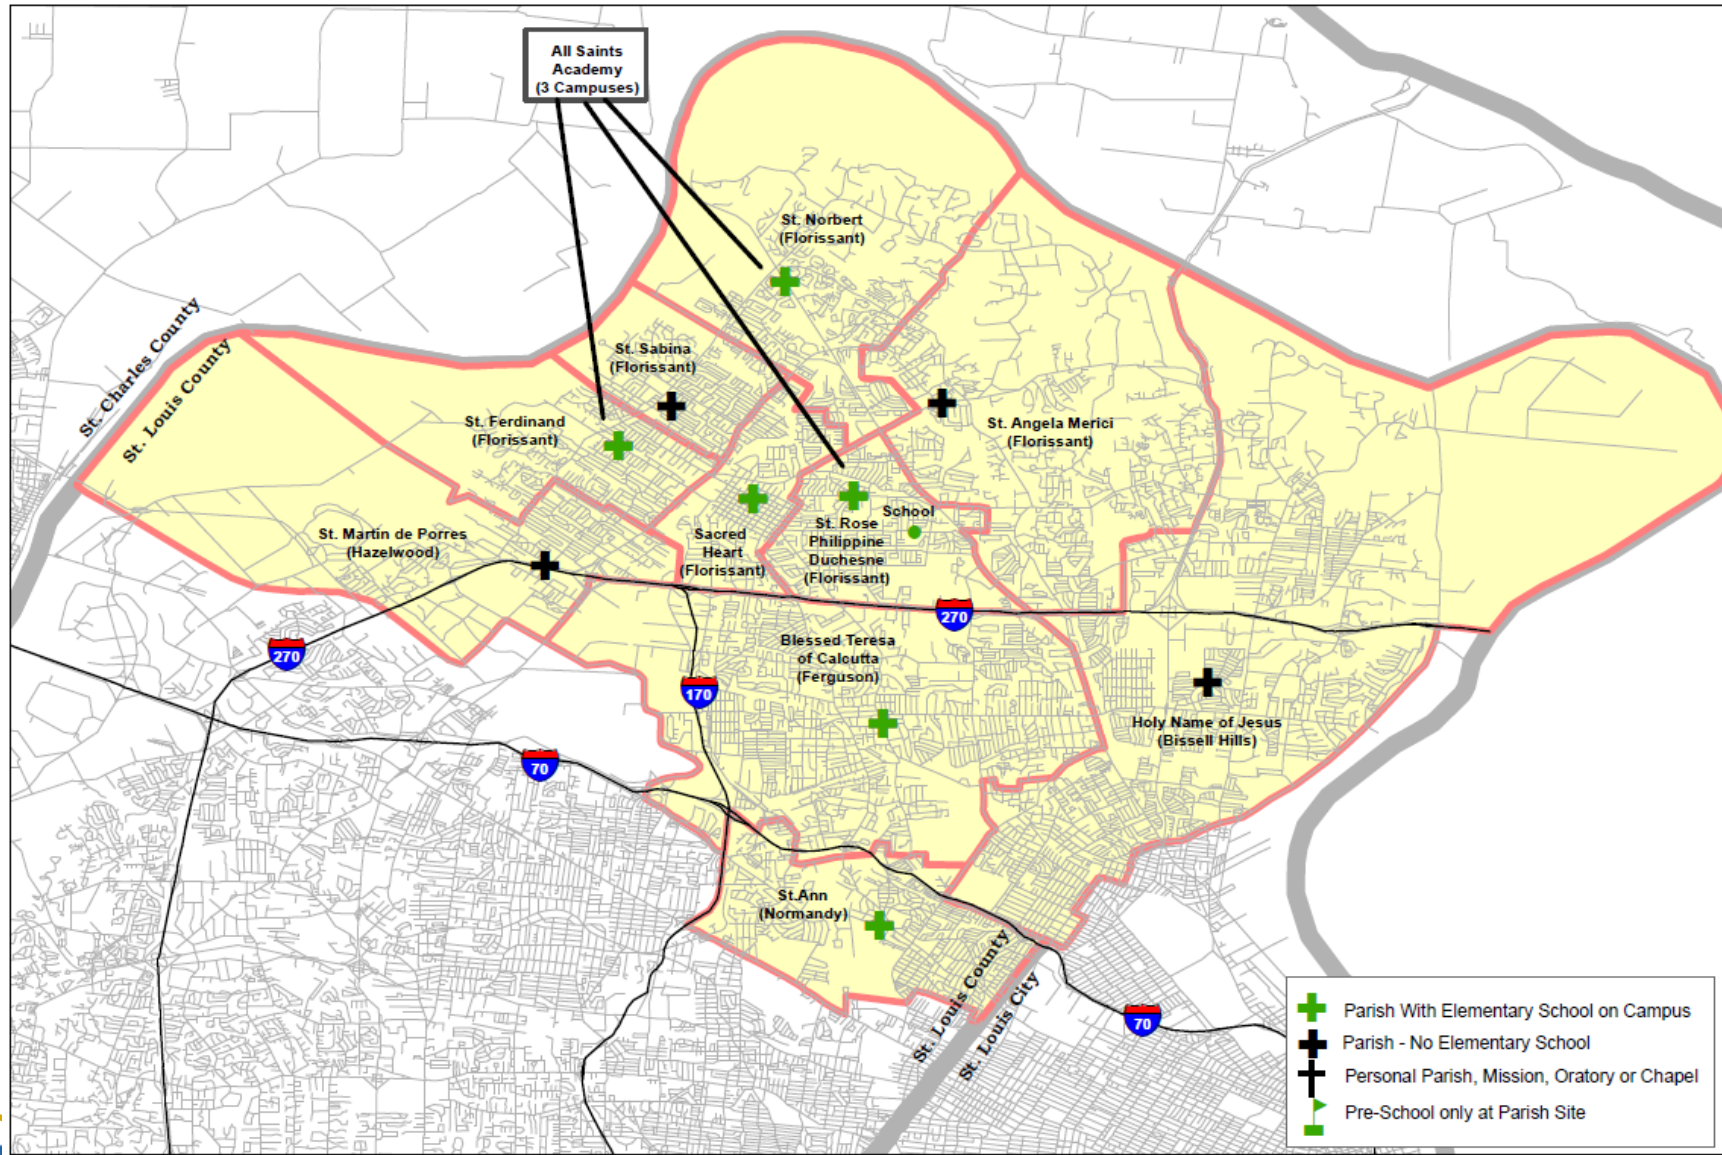 All Saints
Academy
(3 Campuses)
St. Norbert
(Florissant)
St. Charles County
St. Louis County
St. Sabina
(Florissant)
St. Ferdinand
(Florissant)
St. Angela Merici
(Florissant)
St. Martin de Porres
(Hazelwood)
Sacred
Heart
(Florissant)
School
St. Rose
Philippine
Duchesne
(Florissant)
270
270
Blessed Teresa
of Calcutta
(Ferguson)
170
Holy Name of Jesus
(Bissell Hills)
70
St.Ann
(Normandy)
St. Louis County
St. Louis City
70
Parish With Elementary School on Campus
Parish - No Elementary School
Personal Parish, Mission, Oratory or Chapel
Pre-School only at Parish Site